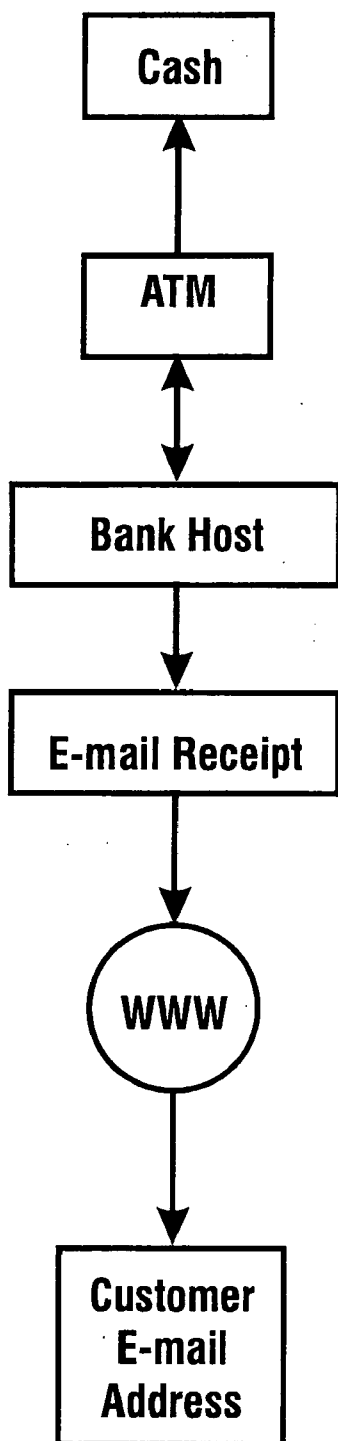 Cash
ATM
Bank Host
E-mail Receipt
WWW
Customer
E-mail
Address